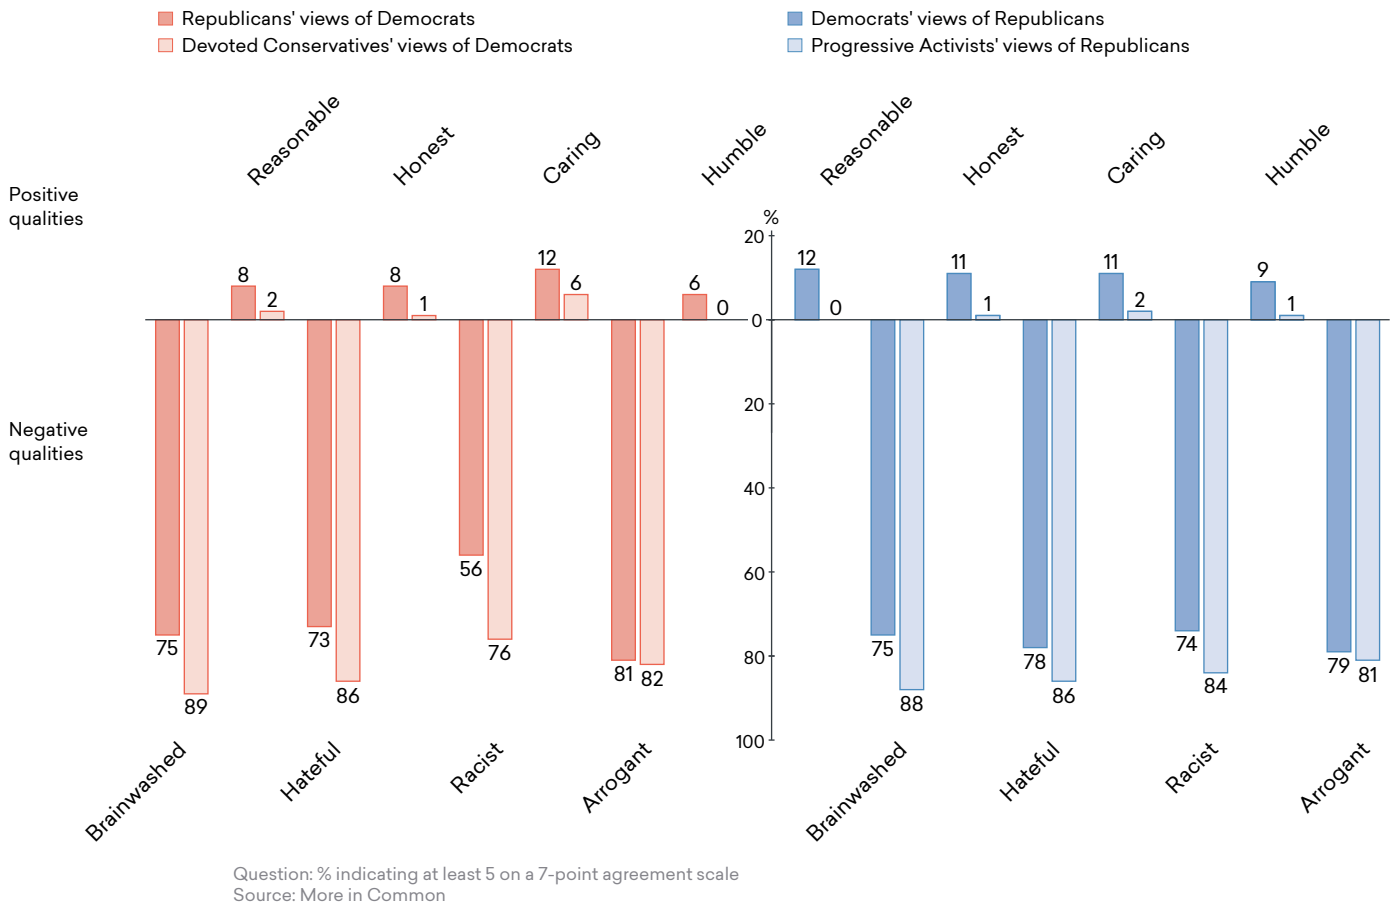 Republicans' views of Democrats
Devoted Conservatives' views of Democrats
Democrats' views of Republicans
Progressive Activists' views of Republicans
Reasonable
Honest
Caring
Humble
Reasonable
Honest
Caring
Humble
Positive
qualities
%
20
8
2
8
1
12
6
6
0
12
0
11
1
11
2
9
1
0
20
40
60
80
100
Negative
qualities
75
89
73
86
56
76
81
82
75
88
78
86
74
84
79
81
Brainwashed
Hateful
Racist
Arrogant
Brainwashed
Hateful
Racist
Arrogant
Question: % indicating at least 5 on a 7-point agreement scale
Source: More in Common